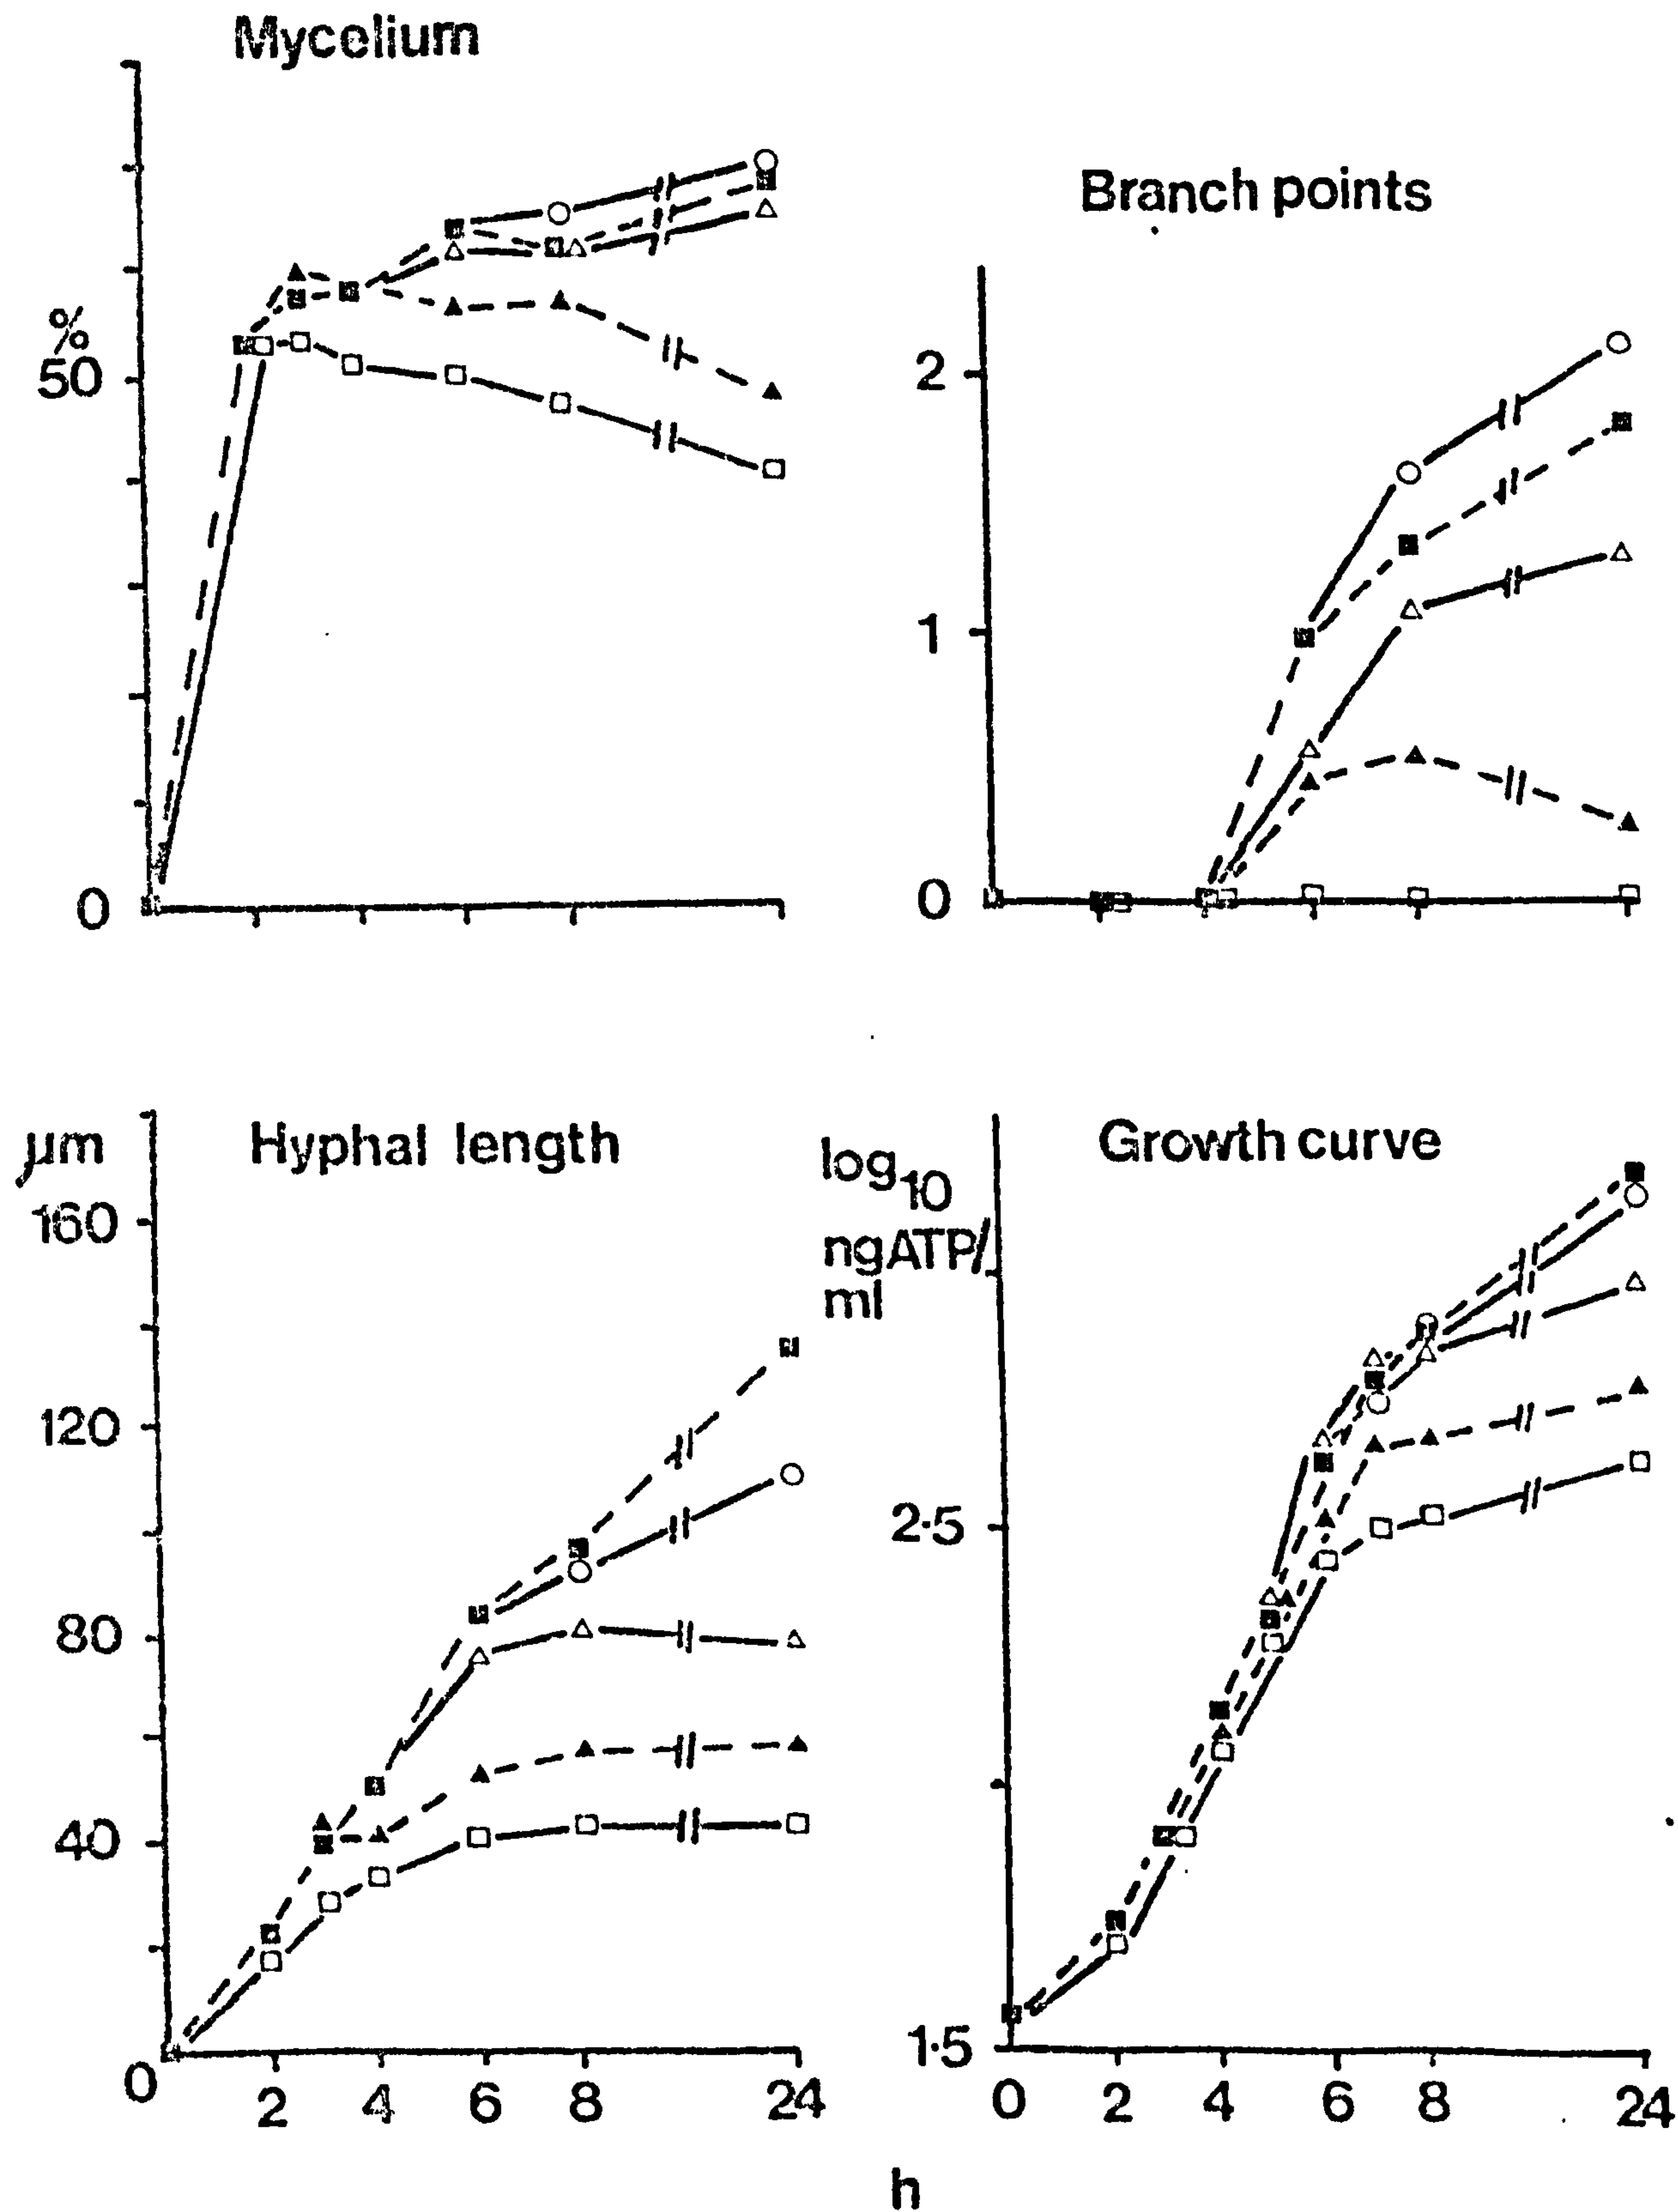 Mycelium
%
50
0
Branch points
2
1
0
µm
Hyphal length
160
120
80
40
0
2
4
6
8
24
log10
ngATP/
ml
Growth curve
2·5
1·5
0
2
4
6
8
24
h